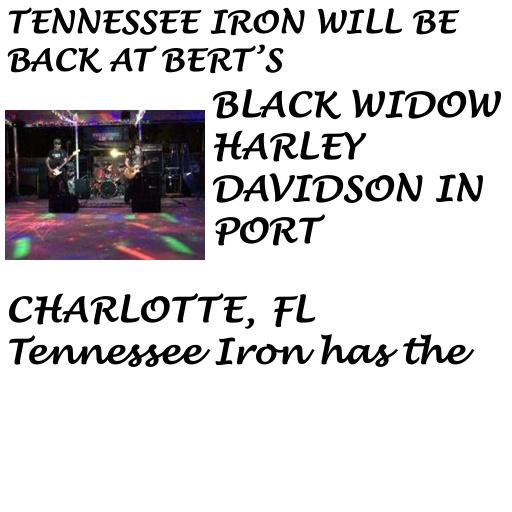 TENNESSEE IRON WILL BE
BACK AT BERT’S
BLACK WIDOW
HARLEY
DAVIDSON IN
PORT
CHARLOTTE, FL
Tennessee Iron has the